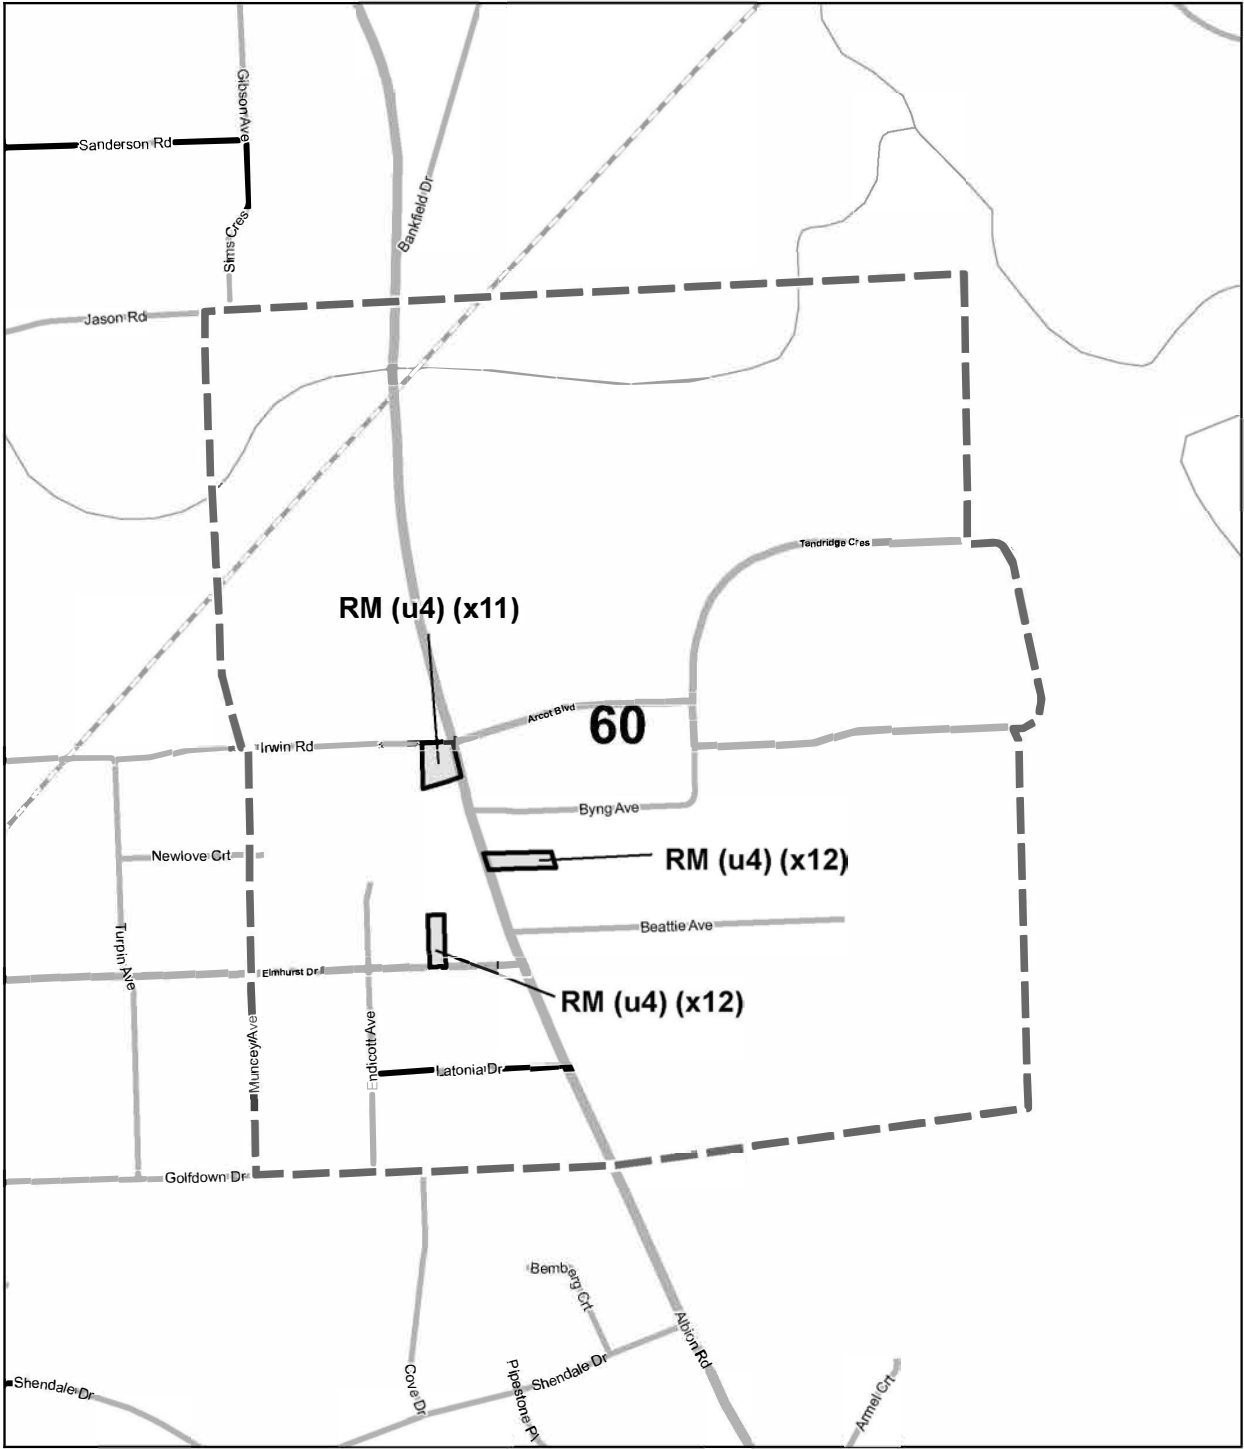 Gibson Ave
Sanderson Rd
Bankfield Dr
Sims Cres
Jason Rd
Tandridge Cres
RM (u4) (x11)
Arcot Blvd
60
Irwin Rd
Byng Ave
Newlove Crt
RM (u4) (x12)
Beattie Ave
Turpin Ave
Elmhurst Dr
RM (u4) (x12)
Muncey Ave
Endicott Ave
Latonia Dr
Golfdown Dr
Bemberg Crt
Albion Rd
Shendale Dr
Shendale Dr
Cove Dr
Pipestone Pl
Armel Crt